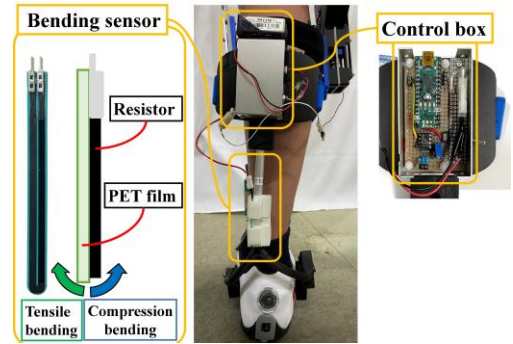 Bending sensor
Control box
Resistor
PET film
Tensile
bending
Compression
bending